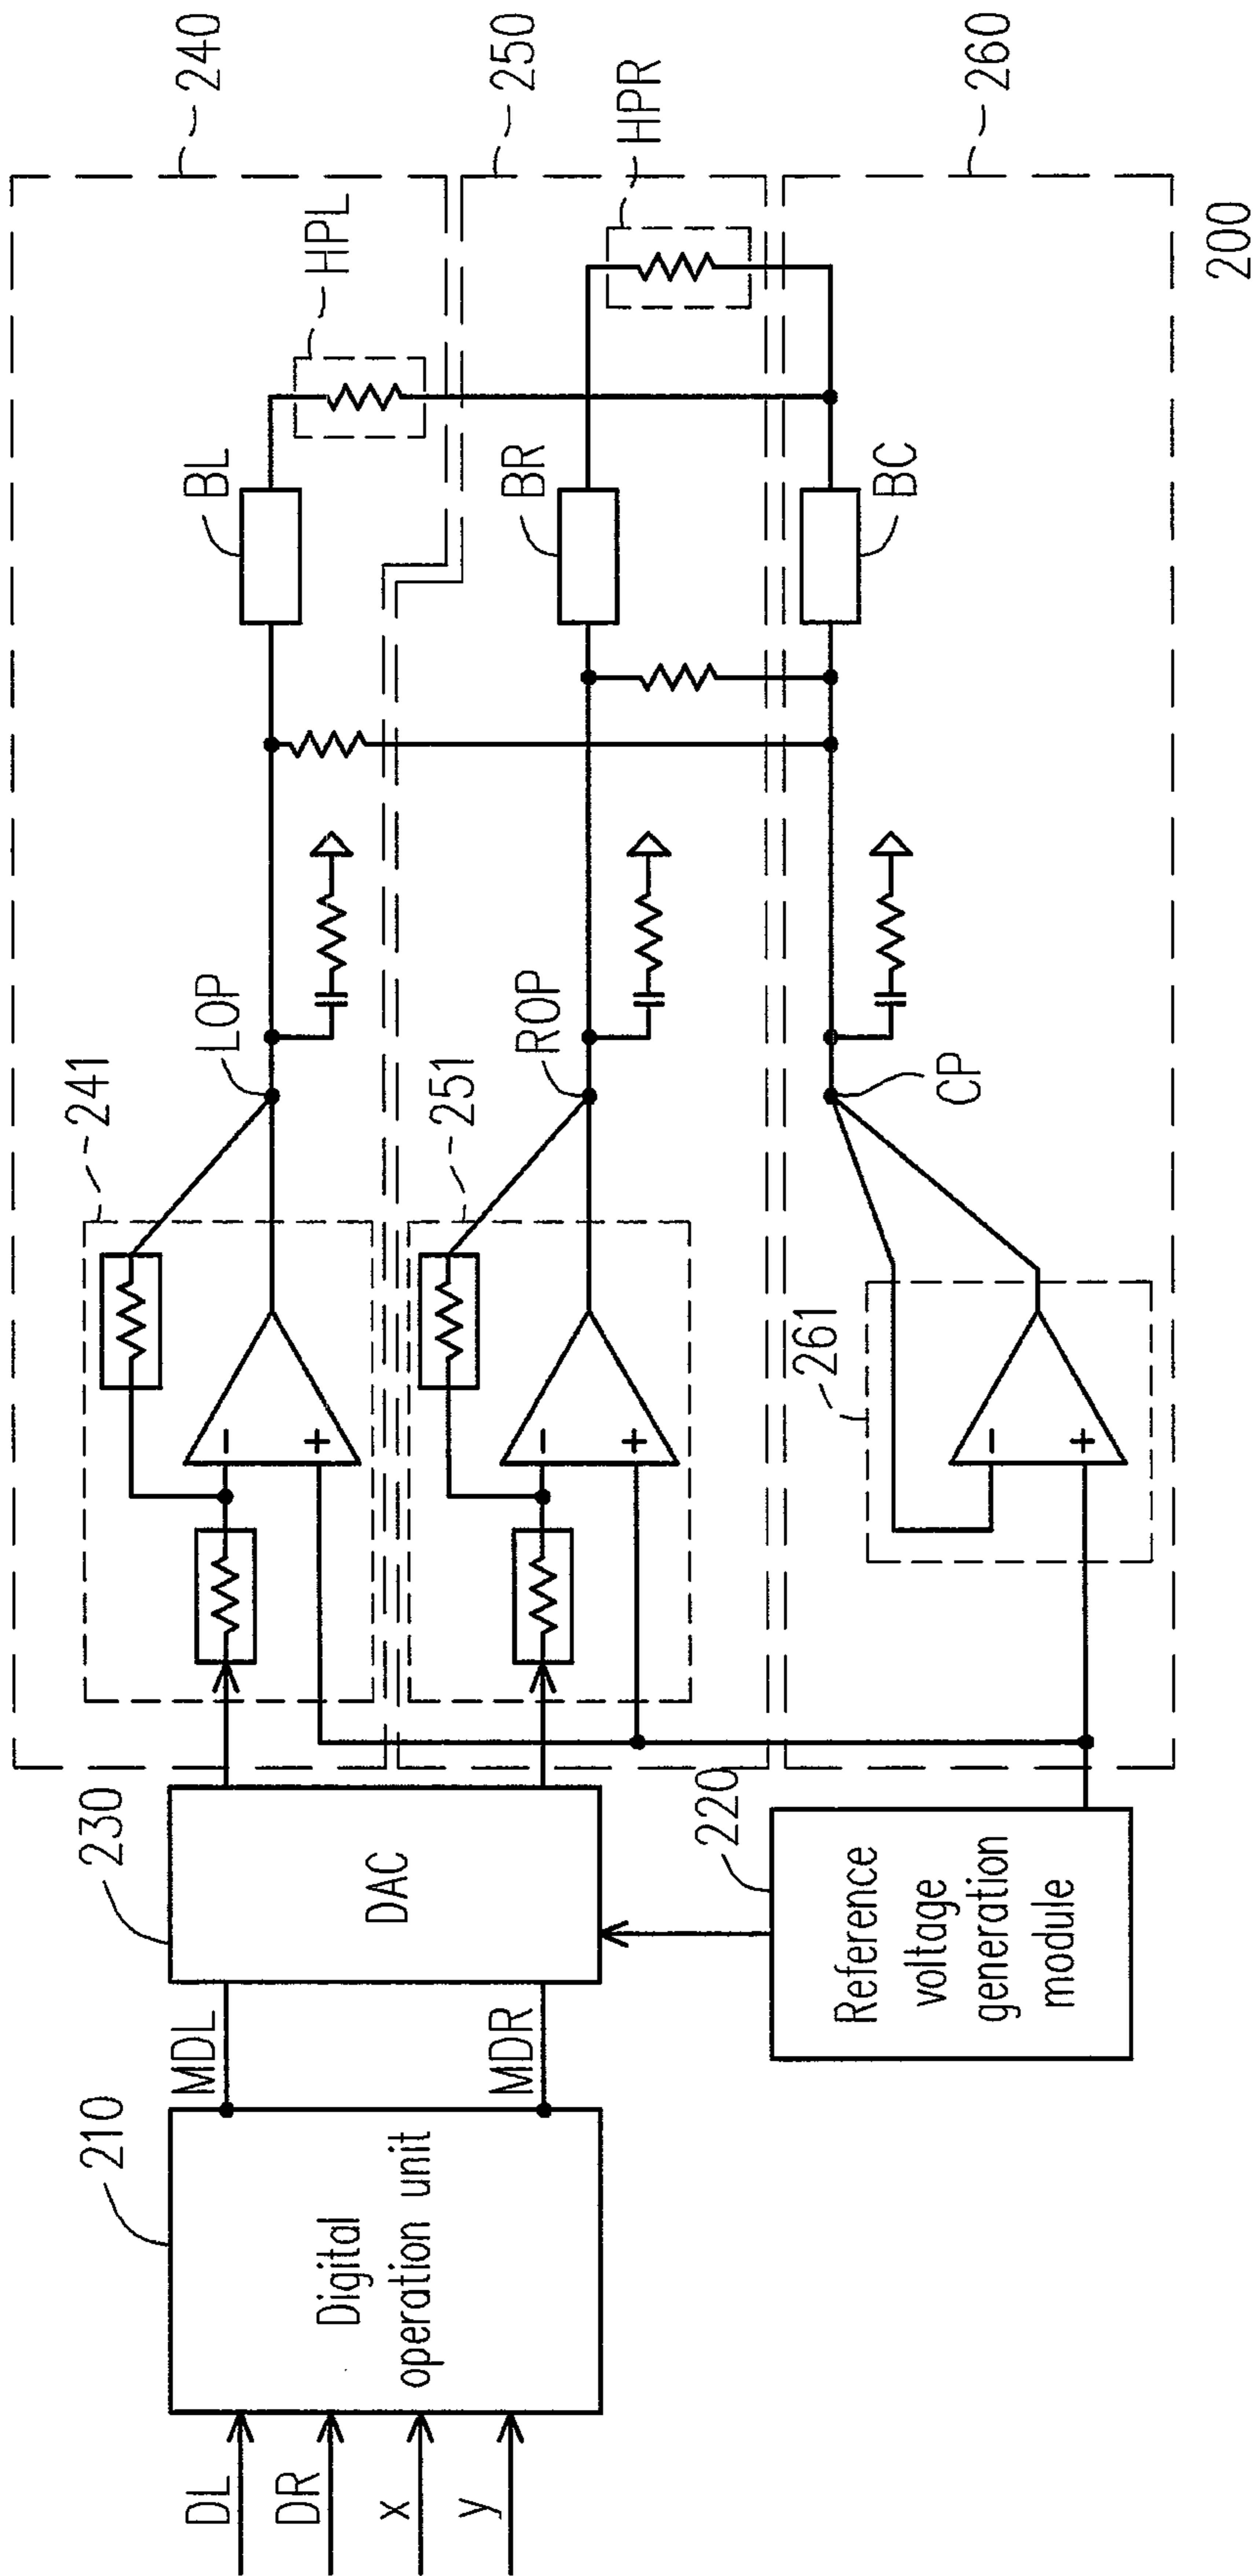 240
HPL
250
HPR
260
200
BL
BR
BC
241
LOP
251
ROP
CP
261
−
+
−
+
−
+
230
DAC
220
Reference
voltage
generation
module
MDL
MDR
210
Digital
operation unit
DL
DR
x
y